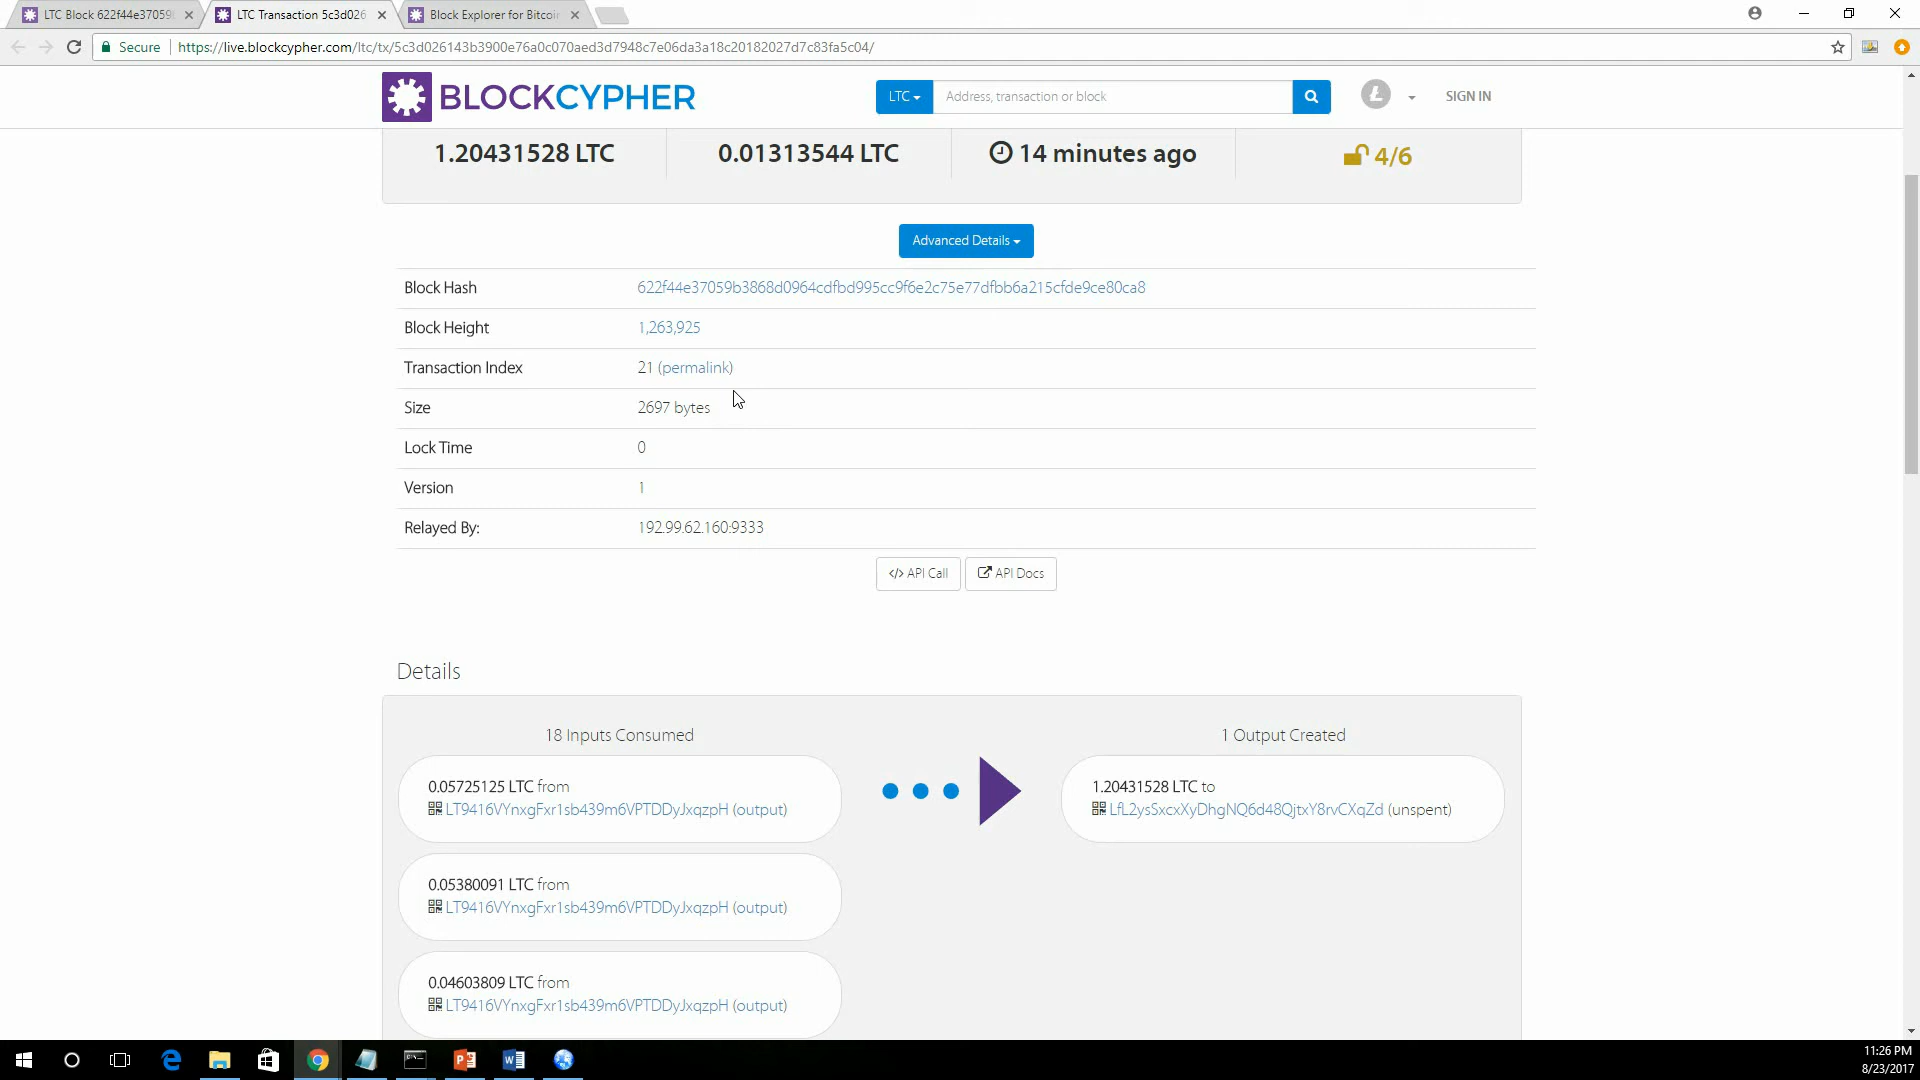 LTC Block 622f44e37059
LTC Transaction 5c3d026
Block Explorer for Bitcoin
Secure | https://live.blockcypher.com/ltc/tx/5c3d026143b3900e76a0c070aed3d7948c7e06da3a18c20182027d7c83fa5c04/
BLOCKCYPHER
LTC
Address, transaction or block
SIGN IN
1.20431528 LTC
0.01313544 LTC
14 minutes ago
4/6
Advanced Details
Block Hash 622f44e37059b3868d0964cdfbd995cc9f6e2c75e77dfbb6a215cfde9ce80ca8
Block Height 1,263,925
Transaction Index 21 (permalink)
Size 2697 bytes
Lock Time 0
Version 1
Relayed By: 192.99.62.160:9333
</> API Call
API Docs
Details
18 Inputs Consumed
1 Output Created
0.05725125 LTC from
LT9416VYnxgFxr1sb439m6VPTDDyJxqzpH (output)
1.20431528 LTC to
LfL2ysSxcxXyDhgNQ6d48QjtxY8rvCXqZd (unspent)
0.05380091 LTC from
LT9416VYnxgFxr1sb439m6VPTDDyJxqzpH (output)
0.04603809 LTC from
LT9416VYnxgFxr1sb439m6VPTDDyJxqzpH (output)
11:26 PM
8/23/2017